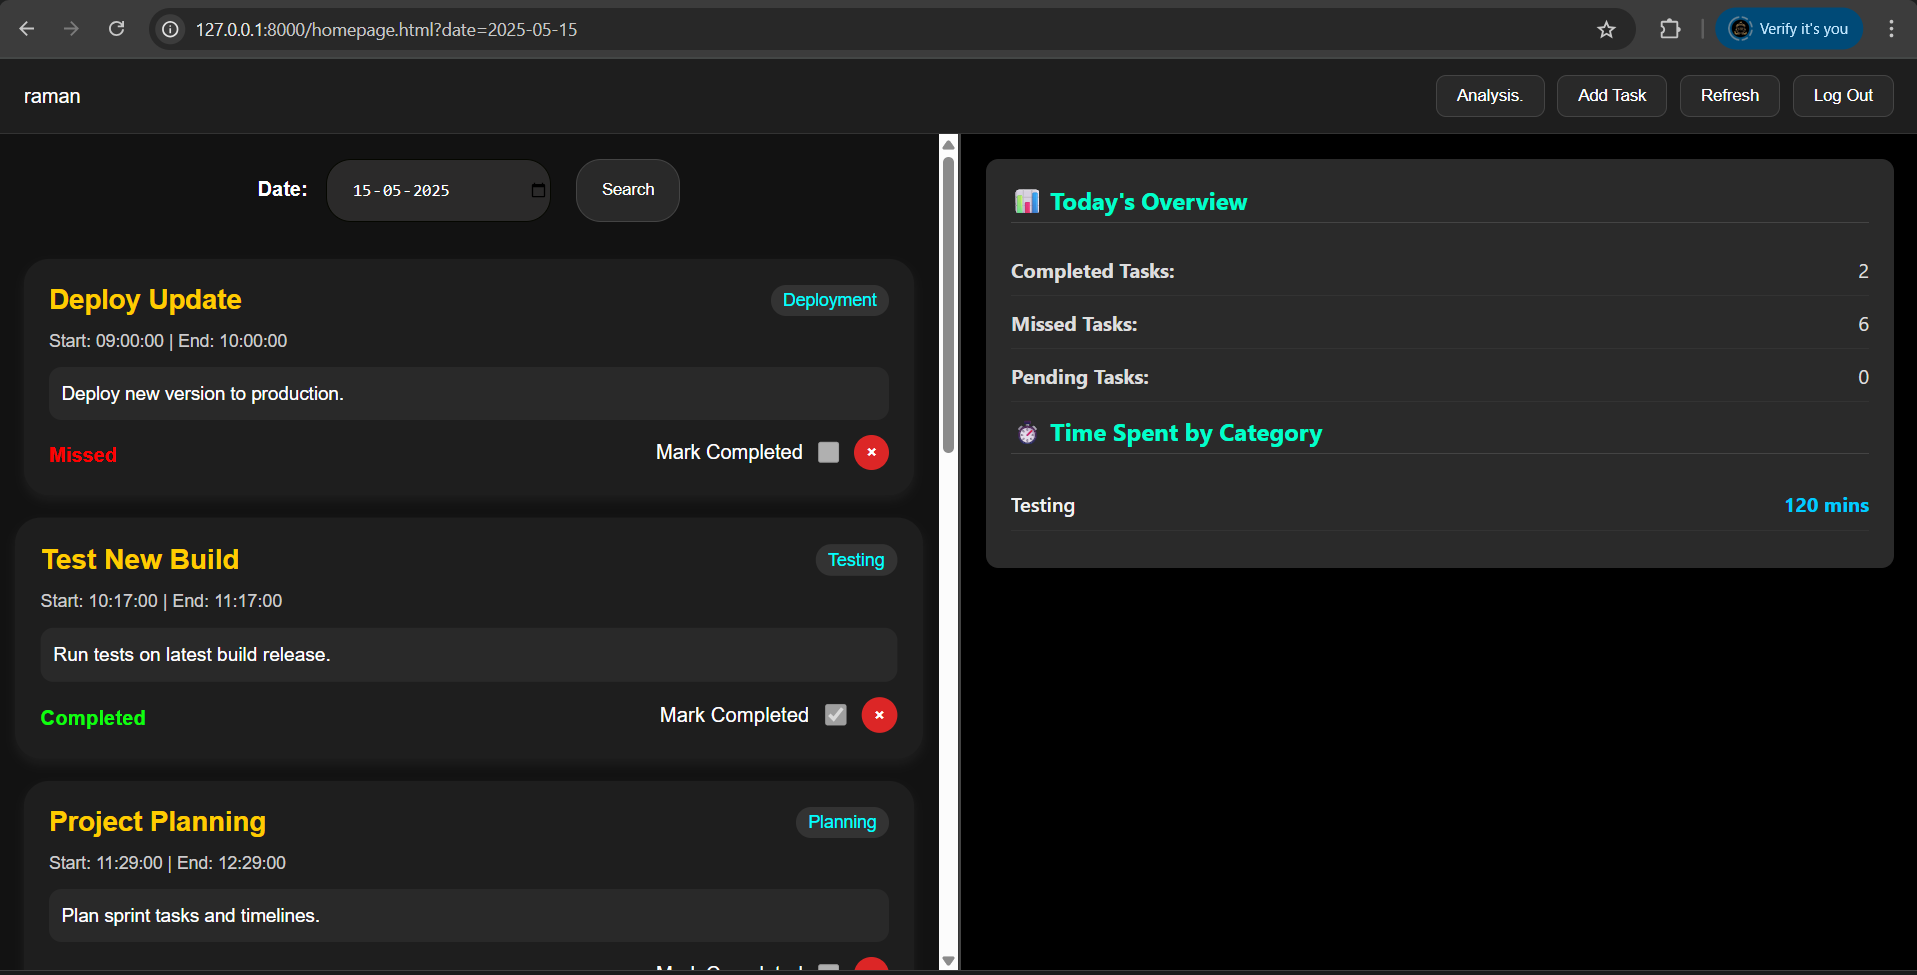 127.0.0.1:8000/homepage.html?date=2025-05-15
Verify it's you
raman
Analysis.
Add Task
Refresh
Log Out
Date:
15-05-2025
Search
Deploy Update
Deployment
Start: 09:00:00 | End: 10:00:00
Deploy new version to production.
Missed
Mark Completed
Test New Build
Testing
Start: 10:17:00 | End: 11:17:00
Run tests on latest build release.
Completed
Mark Completed
Project Planning
Planning
Start: 11:29:00 | End: 12:29:00
Plan sprint tasks and timelines.
Today's Overview
Completed Tasks: 2
Missed Tasks: 6
Pending Tasks: 0
Time Spent by Category
Testing 120 mins